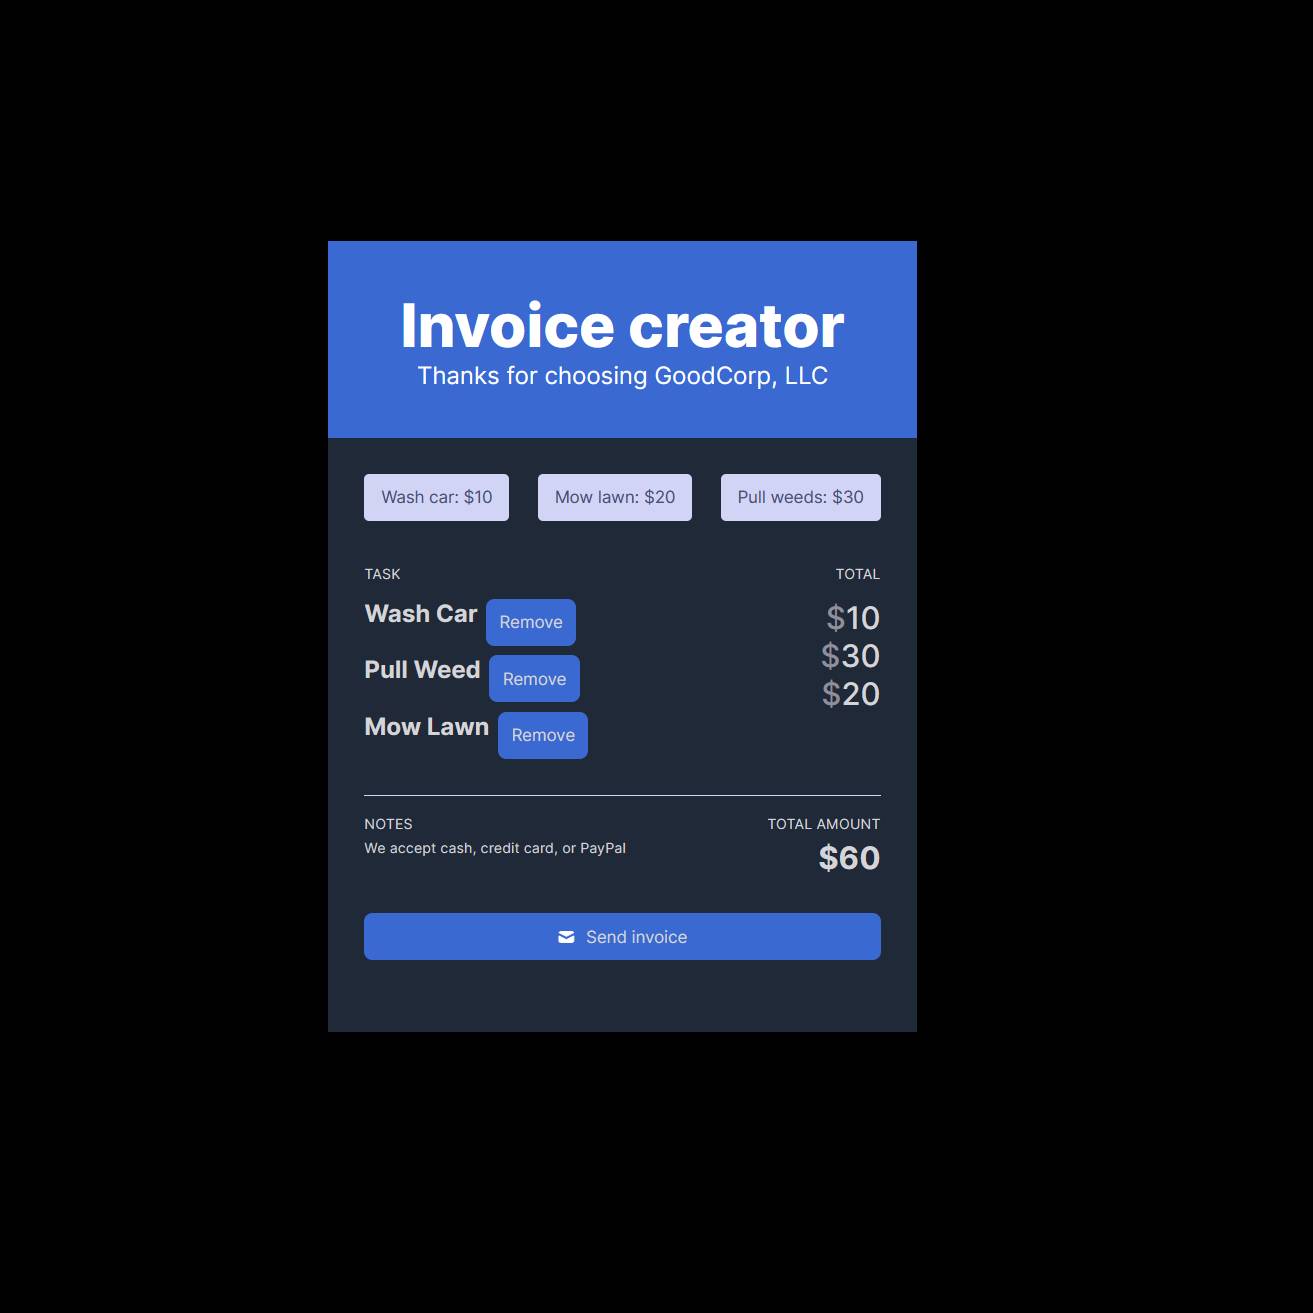 Invoice creator
Thanks for choosing GoodCorp, LLC
Wash car: $10 Mow lawn: $20 Pull weeds: $30
TASK TOTAL
Wash Car Remove $10
Pull Weed Remove $30
Mow Lawn Remove $20
NOTES TOTAL AMOUNT
We accept cash, credit card, or PayPal $60
Send invoice